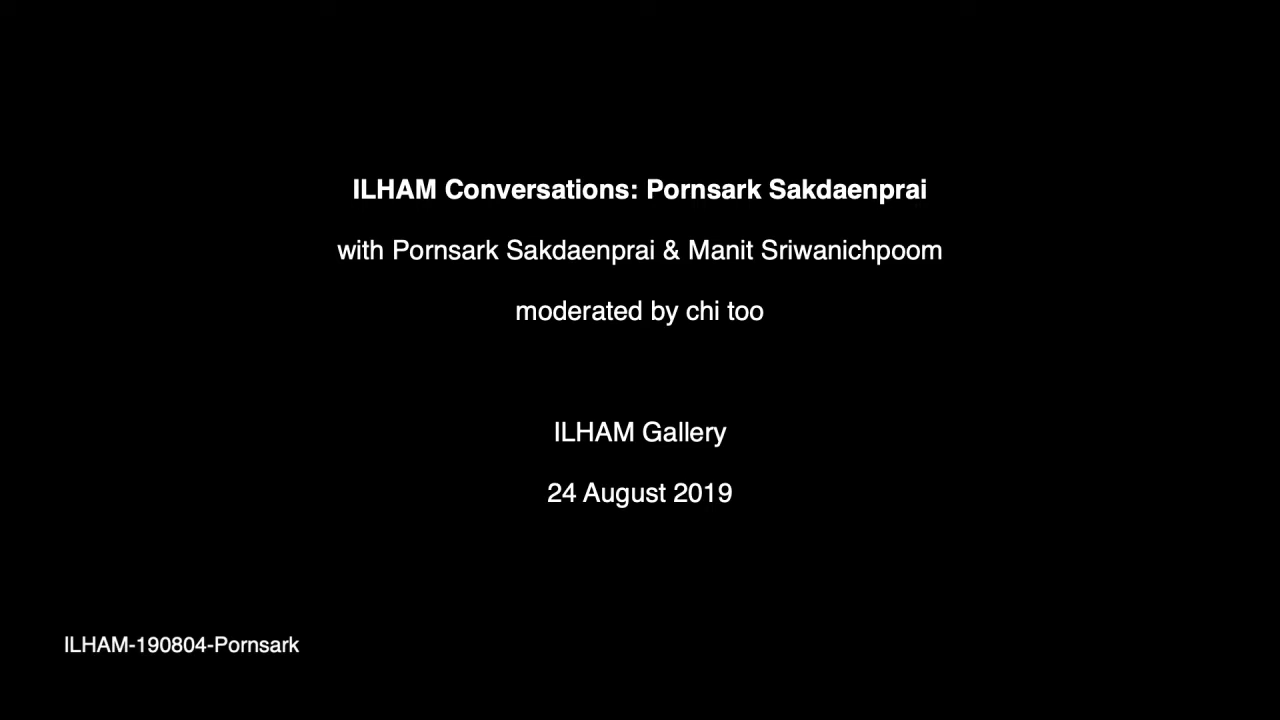 ILHAM Conversations: Pornsark Sakdaenprai
with Pornsark Sakdaenprai & Manit Sriwanichpoom
moderated by chi too
ILHAM Gallery
24 August 2019
ILHAM-190804-Pornsark